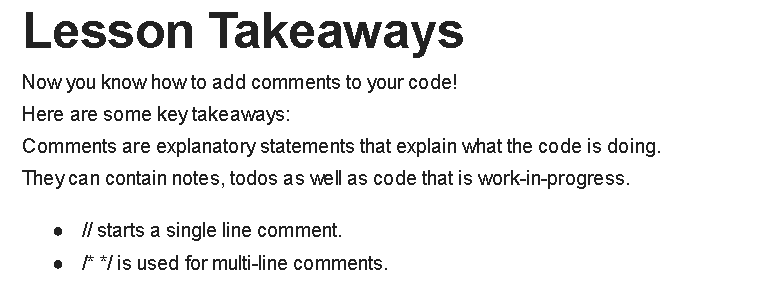 Lesson Takeaways
Now you know how to add comments to your code!
Here are some key takeaways:
Comments are explanatory statements that explain what the code is doing.
They can contain notes, todos as well as code that is work-in-progress.
● // starts a single line comment.
● /* */ is used for multi-line comments.